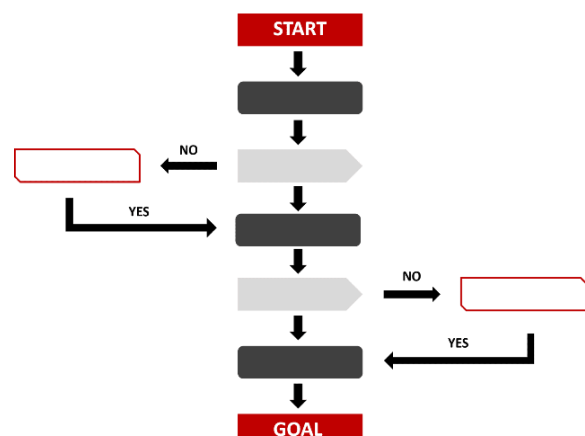 START
NO
YES
NO
YES
GOAL